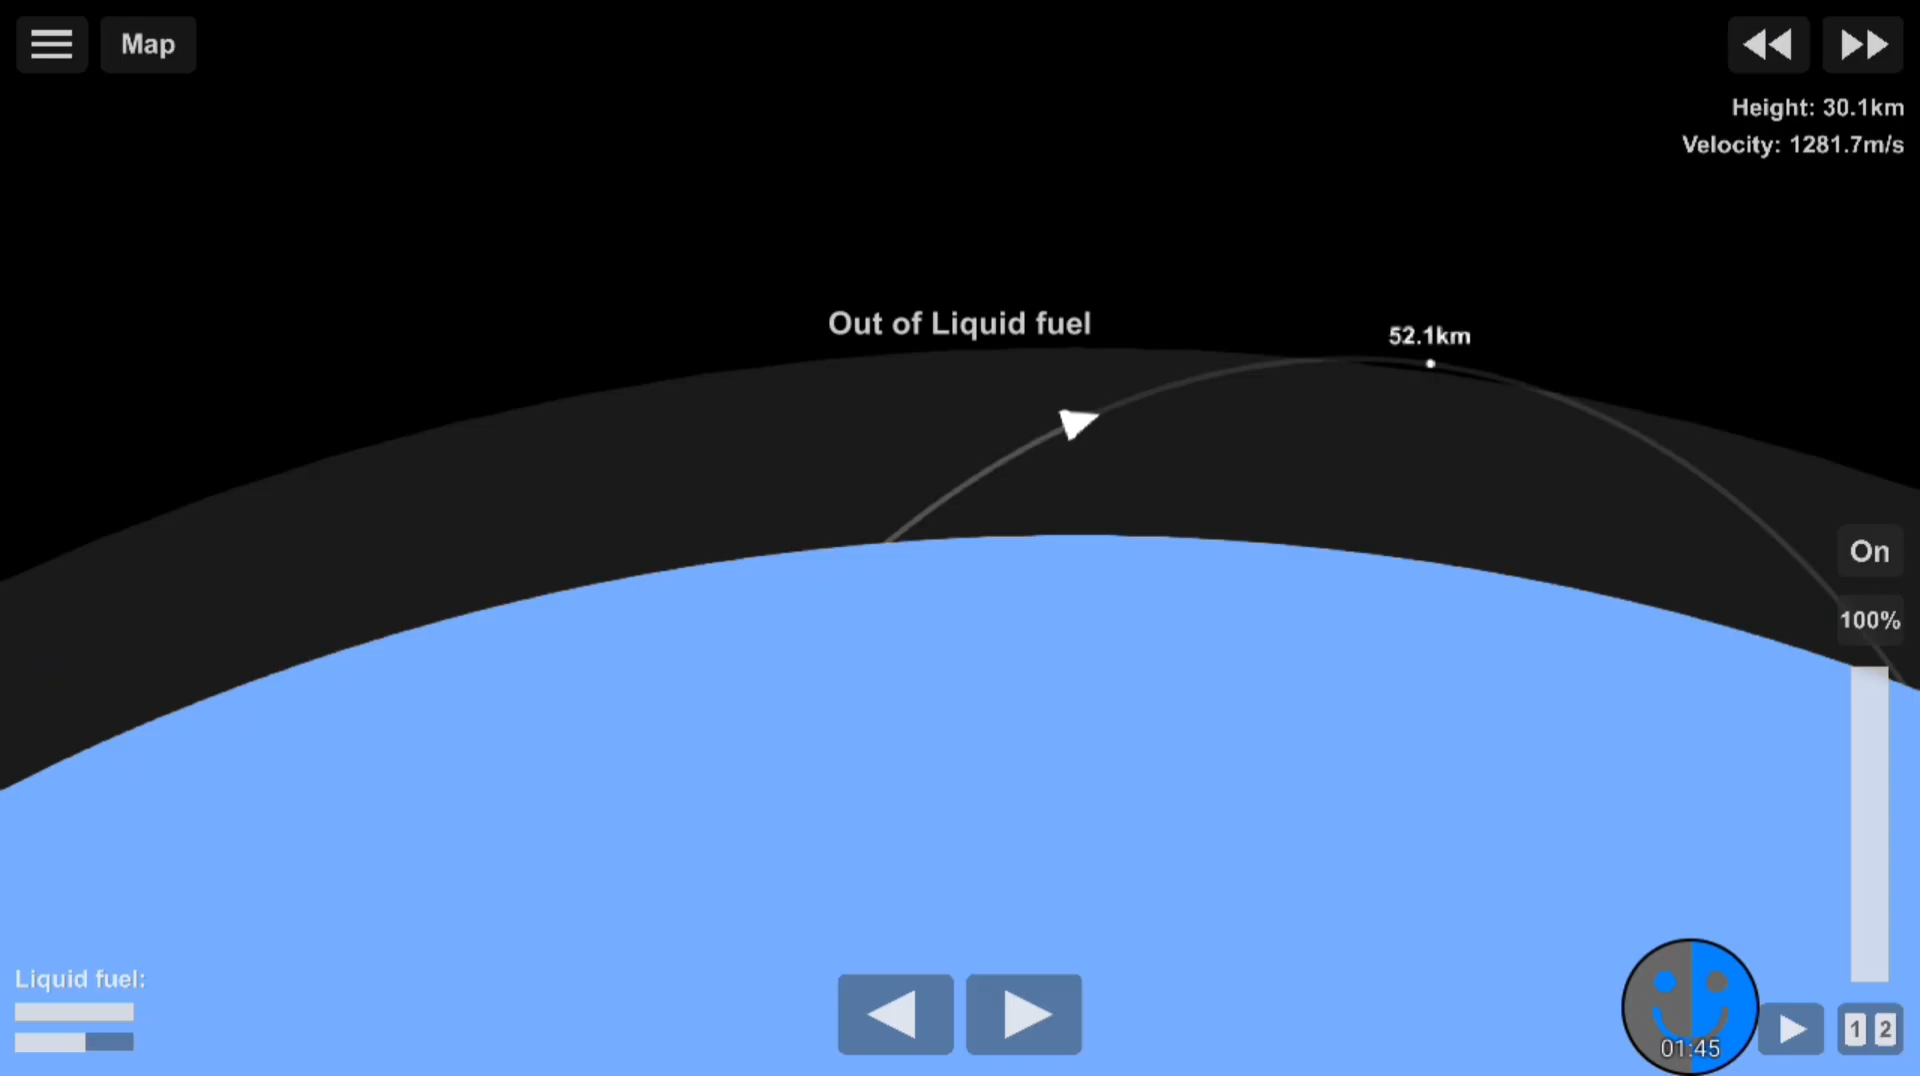 Map
Height: 30.1km
Velocity: 1281.7m/s
Out of Liquid fuel
52.1km
On
100%
Liquid fuel:
01:45
1 2